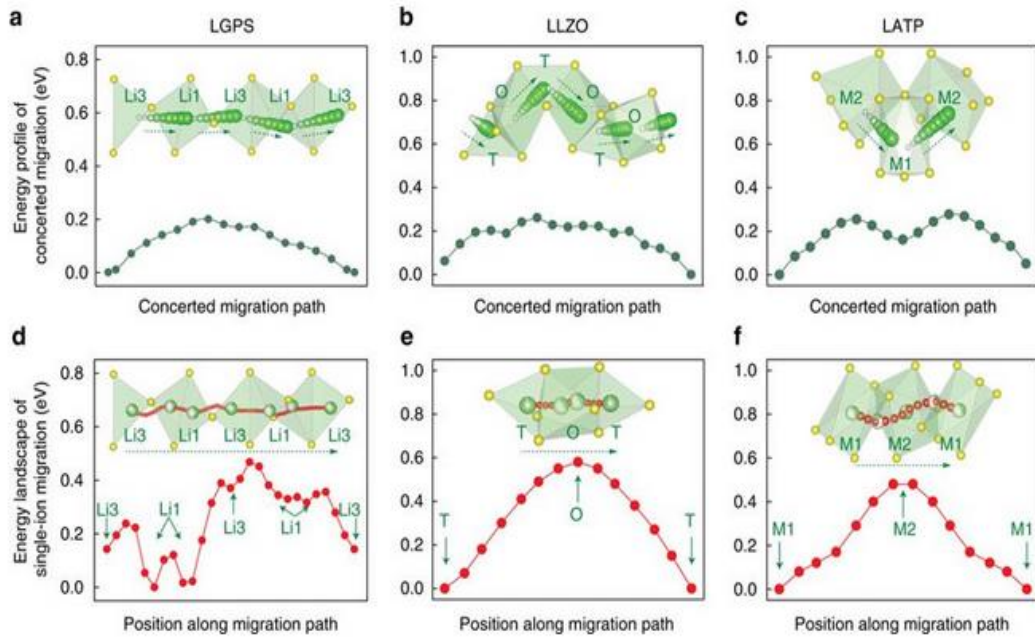 a LGPS
Energy profile of
concerted migration (eV)
0.8
0.6
0.4
0.2
0.0
Li3 Li1 Li3 Li1 Li3
Concerted migration path
b LLZO
1.0
0.8
0.6
0.4
0.2
0.0
T
O O
O
T T
Concerted migration path
c LATP
1.0
0.8
0.6
0.4
0.2
0.0
M2 M2
M1
Concerted migration path
d
Energy landscape of
single-ion migration (eV)
0.8
0.6
0.4
0.2
0.0
Li3 Li1 Li3 Li1 Li3
Li3 Li1 Li3 Li1 Li3
Position along migration path
e
1.0
0.8
0.6
0.4
0.2
0.0
T O T
T O T
Position along migration path
f
1.0
0.8
0.6
0.4
0.2
0.0
M1 M2 M1
M1 M2 M1
Position along migration path